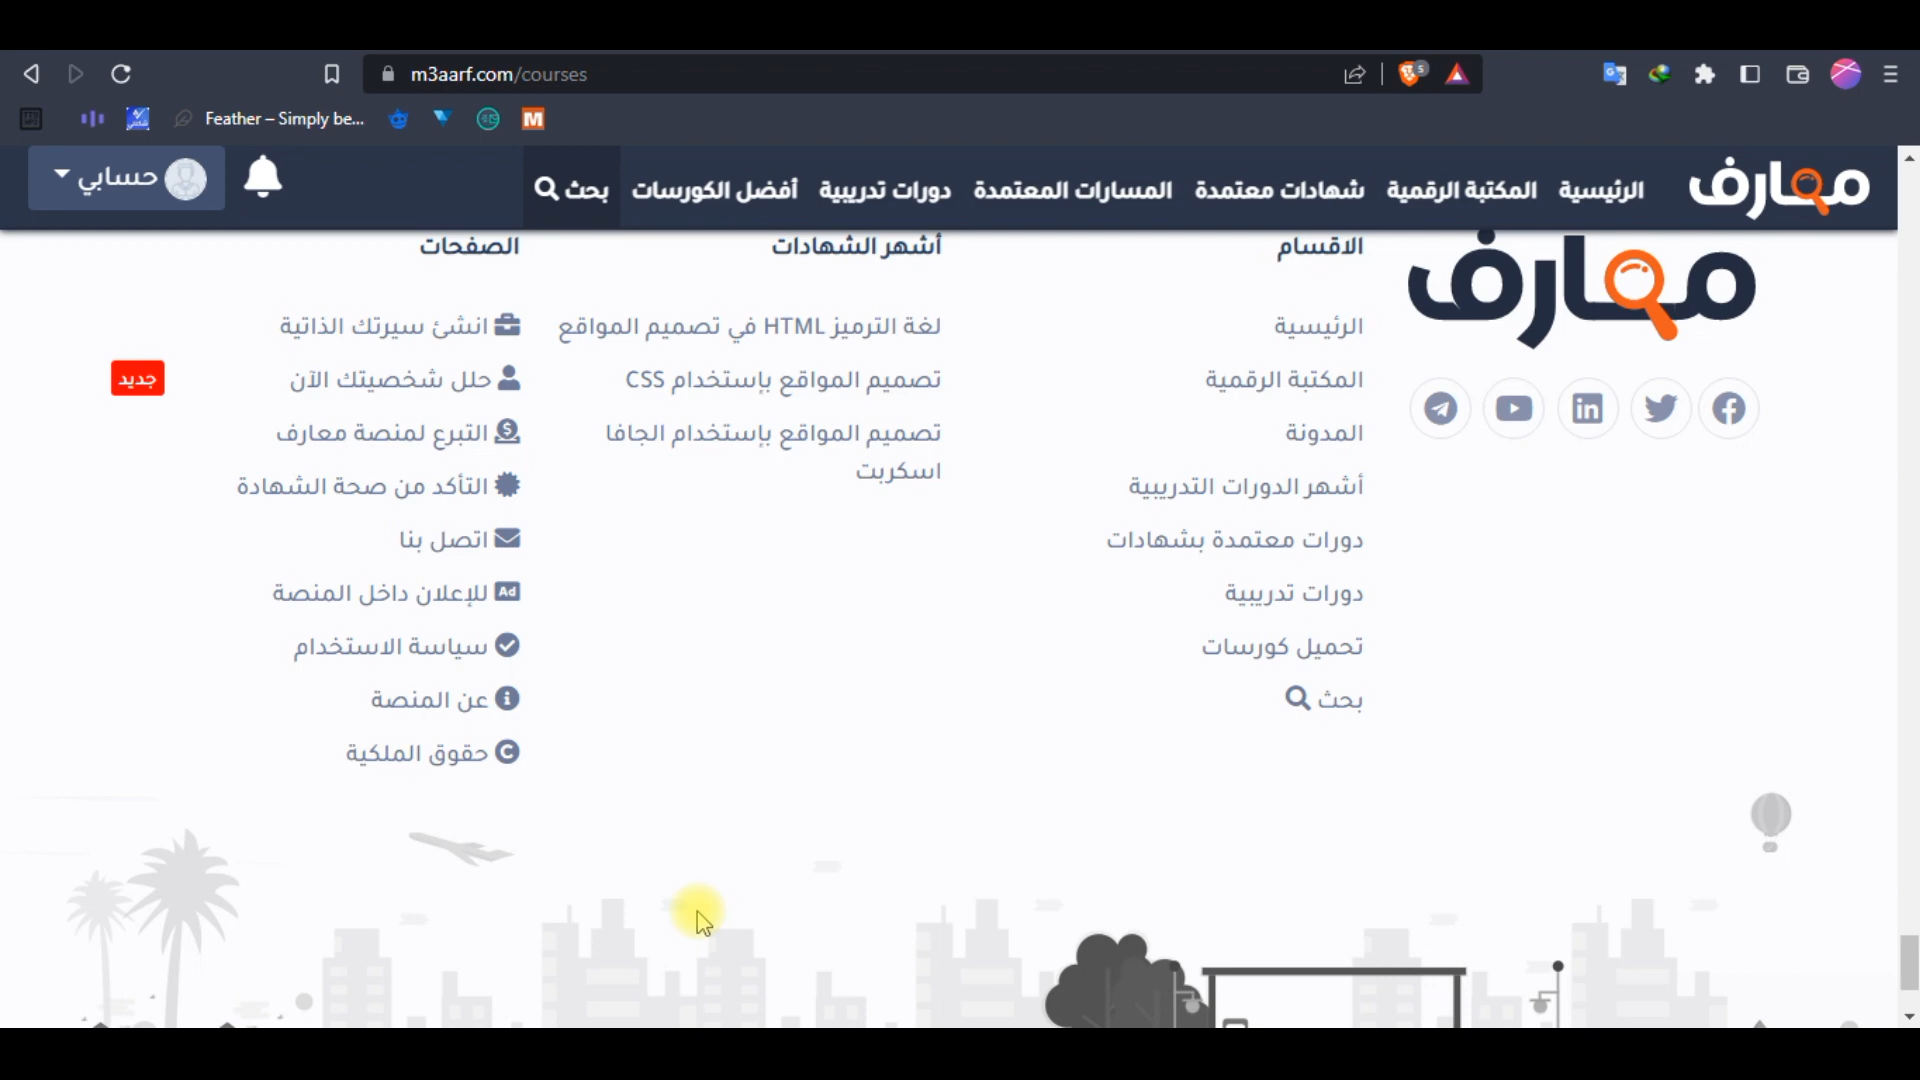 m3aarf.com/courses
Feather – Simply be...
معارف
الرئيسية
المكتبة الرقمية
شهادات معتمدة
المسارات المعتمدة
دورات تدريبية
أفضل الكورسات
بحث
حسابي
معارف
الاقسام
الرئيسية
المكتبة الرقمية
المدونة
أشهر الدورات التدريبية
دورات معتمدة بشهادات
دورات تدريبية
تحميل كورسات
بحث
أشهر الشهادات
لغة الترميز HTML في تصميم المواقع
تصميم المواقع بإستخدام CSS
تصميم المواقع بإستخدام الجافا
اسكربت
الصفحات
انشئ سيرتك الذاتية
حلل شخصيتك الآن
جديد
التبرع لمنصة معارف
التأكد من صحة الشهادة
اتصل بنا
Ad للإعلان داخل المنصة
سياسة الاستخدام
عن المنصة
حقوق الملكية